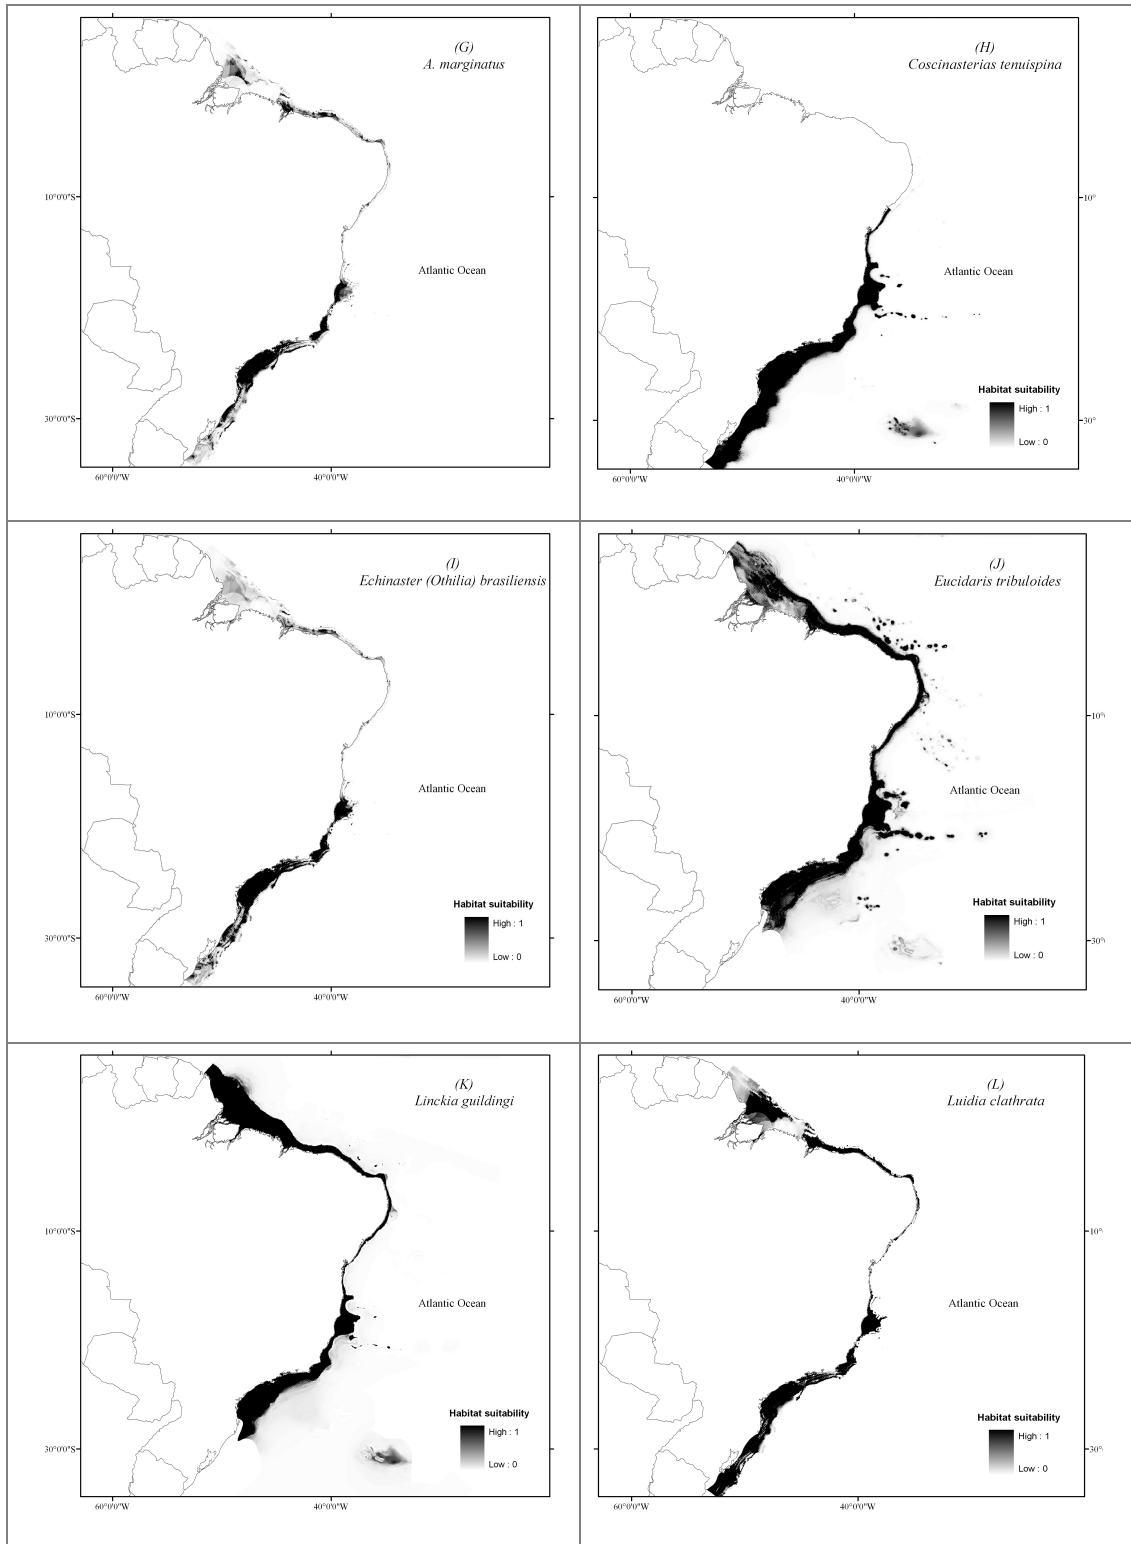 (G)
A. marginatus
10°0'0"S
Atlantic Ocean
30°0'0"S
60°0'0"W
40°0'0"W
(H)
Coscinasterias tenuispina
10°
Atlantic Ocean
Habitat suitability
High : 1
Low : 0
30°
60°0'0"W
40°0'0"W
(I)
Echinaster (Othilia) brasiliensis
10°0'0"S
Atlantic Ocean
Habitat suitability
High : 1
Low : 0
30°0'0"S
60°0'0"W
40°0'0"W
(J)
Eucidaris tribuloides
10°
Atlantic Ocean
Habitat suitability
High : 1
Low : 0
30°
60°0'0"W
40°0'0"W
(K)
Linckia guildingi
10°0'0"S
Atlantic Ocean
Habitat suitability
High : 1
Low : 0
30°0'0"S
60°0'0"W
40°0'0"W
(L)
Luidia clathrata
10°
Atlantic Ocean
Habitat suitability
High : 1
Low : 0
30°
60°0'0"W
40°0'0"W